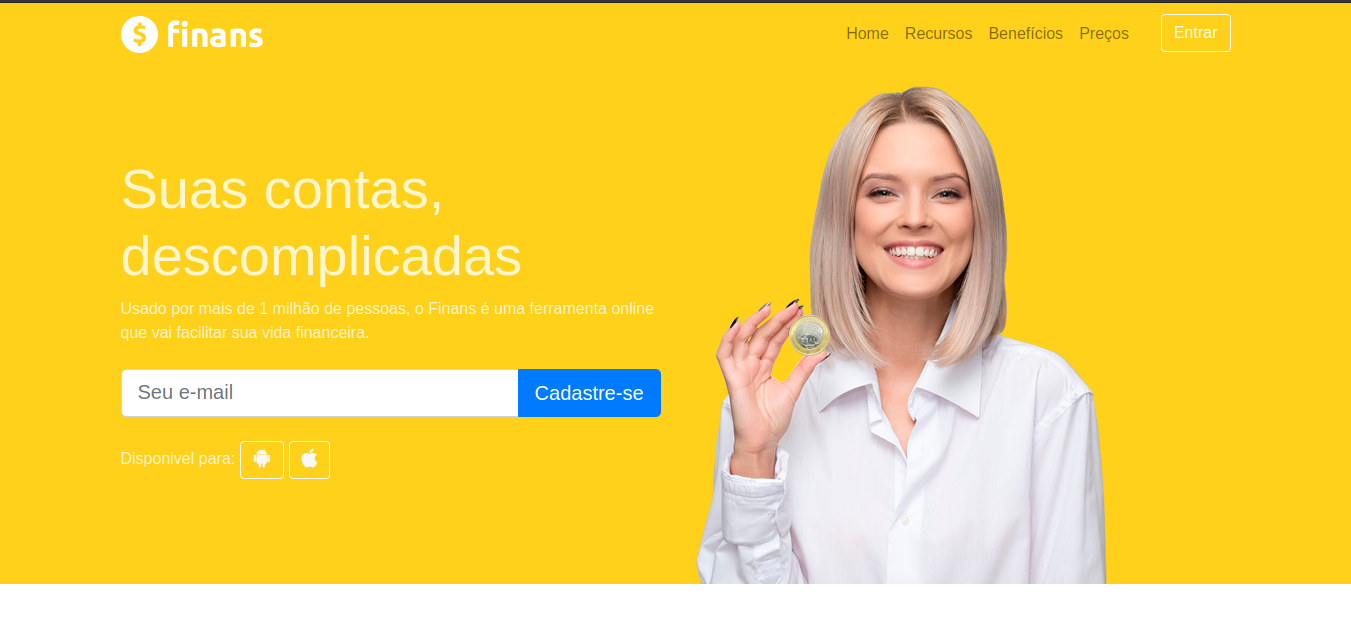 finans
Home Recursos Benefícios Preços Entrar
Suas contas,
descomplicadas
Usado por mais de 1 milhão de pessoas, o Finans é uma ferramenta online
que vai facilitar sua vida financeira.
Seu e-mail Cadastre-se
Disponivel para: